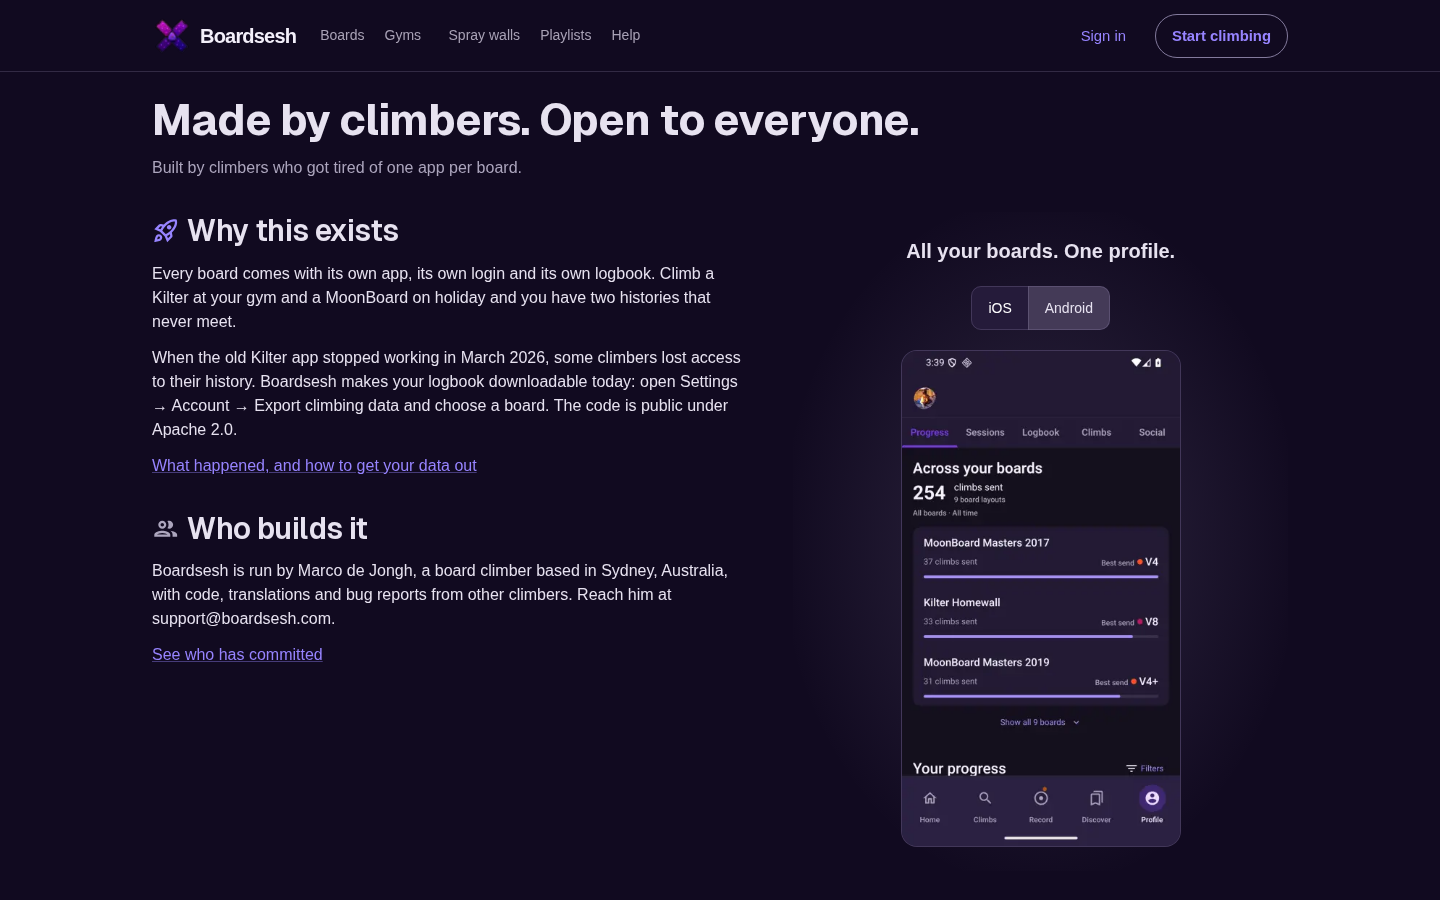 Boardsesh
Boards
Gyms
Spray walls
Playlists
Help
Sign in
Start climbing
Made by climbers. Open to everyone.
Built by climbers who got tired of one app per board.
Why this exists
Every board comes with its own app, its own login and its own logbook. Climb a
Kilter at your gym and a MoonBoard on holiday and you have two histories that
never meet.
When the old Kilter app stopped working in March 2026, some climbers lost access
to their history. Boardsesh makes your logbook downloadable today: open Settings
→ Account → Export climbing data and choose a board. The code is public under
Apache 2.0.
What happened, and how to get your data out
Who builds it
Boardsesh is run by Marco de Jongh, a board climber based in Sydney, Australia,
with code, translations and bug reports from other climbers. Reach him at
support@boardsesh.com.
See who has committed
All your boards. One profile.
iOS
Android
3:39
Progress
Sessions
Logbook
Climbs
Social
Across your boards
254
climbs sent
9 board layouts
All boards · All time
MoonBoard Masters 2017
37 climbs sent
Best send V4
Kilter Homewall
33 climbs sent
Best send V8
MoonBoard Masters 2019
31 climbs sent
Best send V4+
Show all 9 boards
Your progress
Filters
Home
Climbs
Record
Discover
Profile